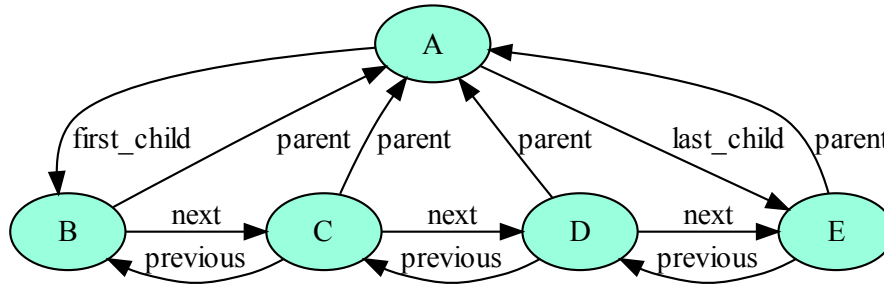 A
first_child parent parent parent last_child parent
next next next
B C D E
previous previous previous